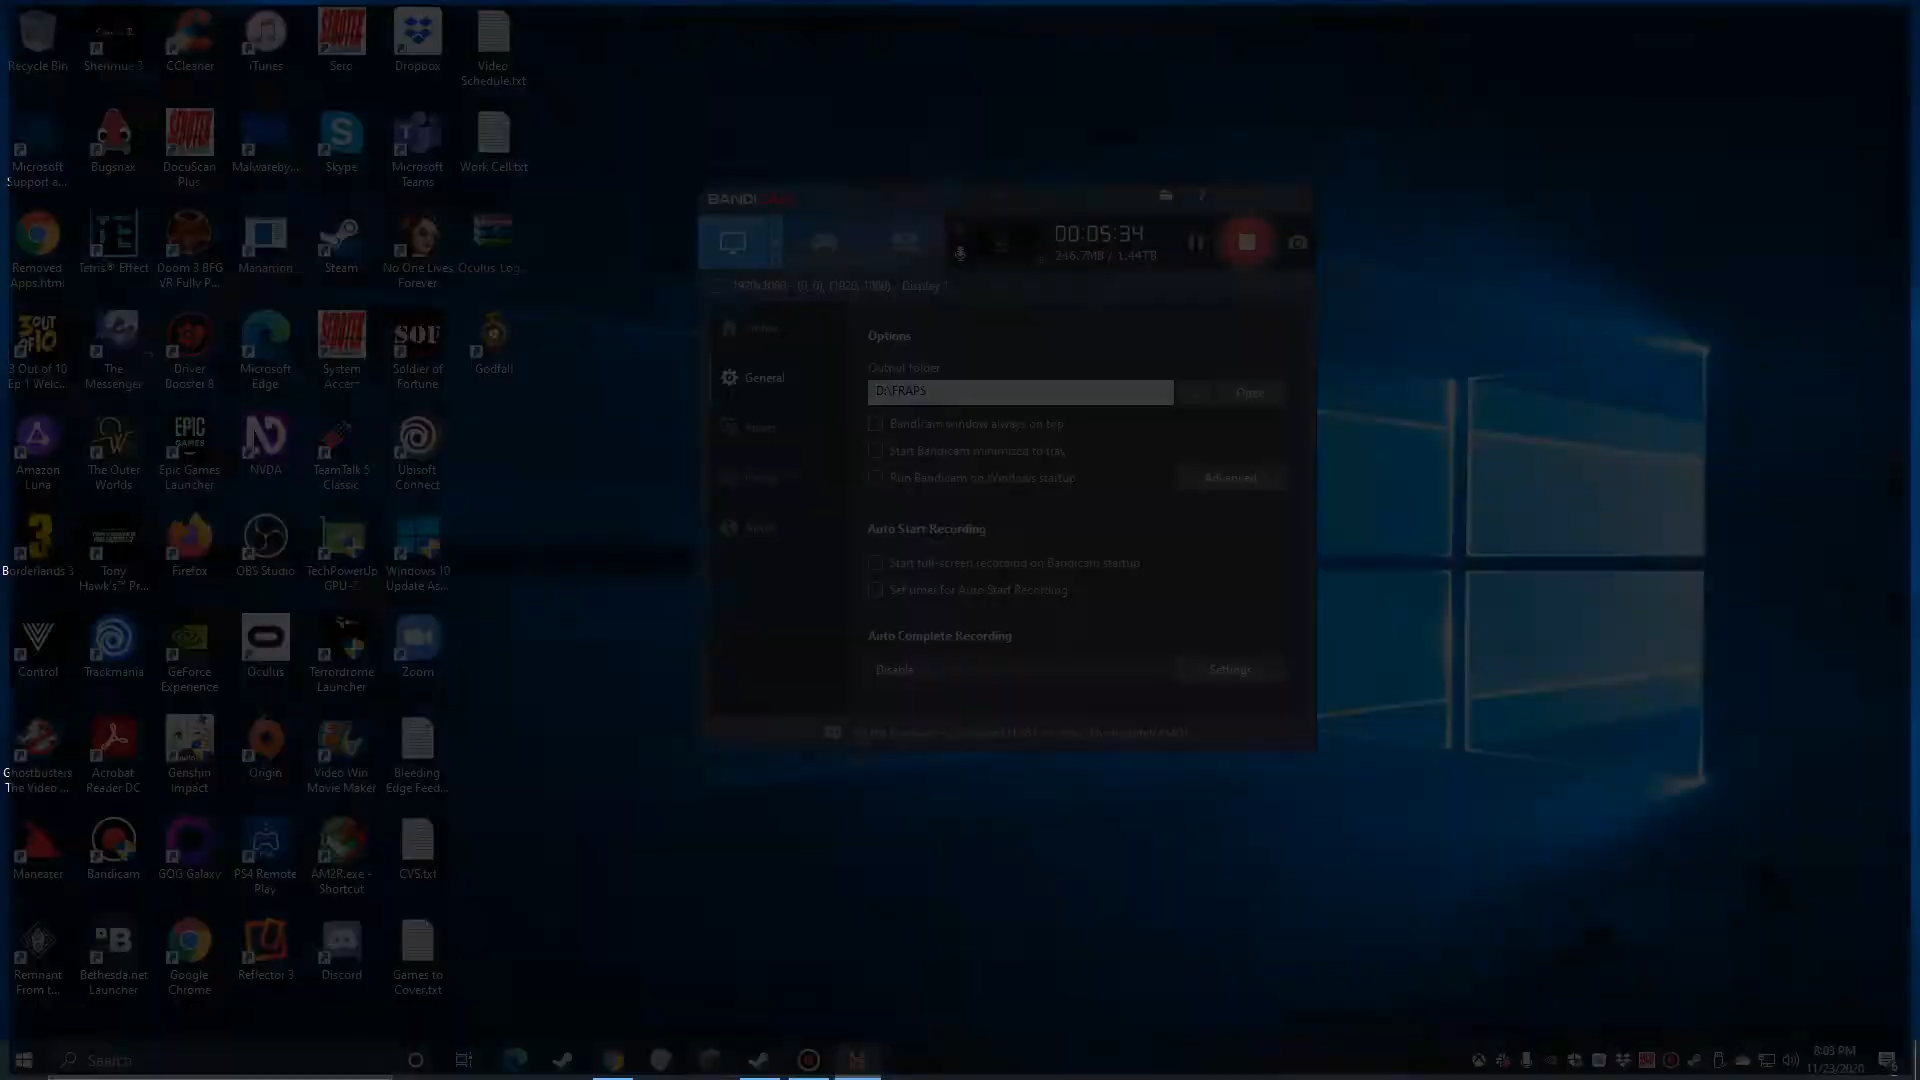 Recycle Bin
Shenmue 3
CCleaner
iTunes
Sero
Dropbox
Video
Schedule.txt
Microsoft
Support a...
Bugsnax
DocuScan
Plus
Malwareby...
Skype
Microsoft
Teams
Work Cell.txt
Removed
Apps.html
Tetris® Effect
Doom 3 BFG
VR Fully P...
Manamon
Steam
No One Lives
Forever
Oculus Log...
3 Out of 10
Ep 1 Welc...
The
Messenger
Driver
Booster 8
Microsoft
Edge
System
Access
Soldier of
Fortune
Godfall
Amazon
Luna
The Outer
Worlds
Epic Games
Launcher
NVDA
TeamTalk 5
Classic
Ubisoft
Connect
Borderlands 3
Tony
Hawk's™ Pr...
Firefox
OBS Studio
TechPowerUp
GPU-Z
Windows 10
Update As...
Control
Trackmania
GeForce
Experience
Oculus
Terrordrome
Launcher
Zoom
Ghostbusters
The Video ...
Acrobat
Reader DC
Genshin
Impact
Origin
Video Win
Movie Maker
Bleeding
Edge Feed...
Maneater
Bandicam
GOG Galaxy
PS4 Remote
Play
AM2R.exe -
Shortcut
CV5.txt
Remnant
From t...
Bethesda.net
Launcher
Google
Chrome
Reflector 3
Discord
Games to
Cover.txt
BANDICAM
00:05:34
246.7MB / 1.44TB
1920x1080 - (0, 0), (1920, 1080) - Display 1
General
Options
Output folder
D:\FRAPS
Open
Bandicam window always on top
Start Bandicam minimized to tray
Run Bandicam on Windows startup
Advanced
Auto Start Recording
Start full-screen recording on Bandicam startup
Set timer for Auto Start Recording
Auto Complete Recording
Disable
Settings
Search
8:03 PM
11/23/2020